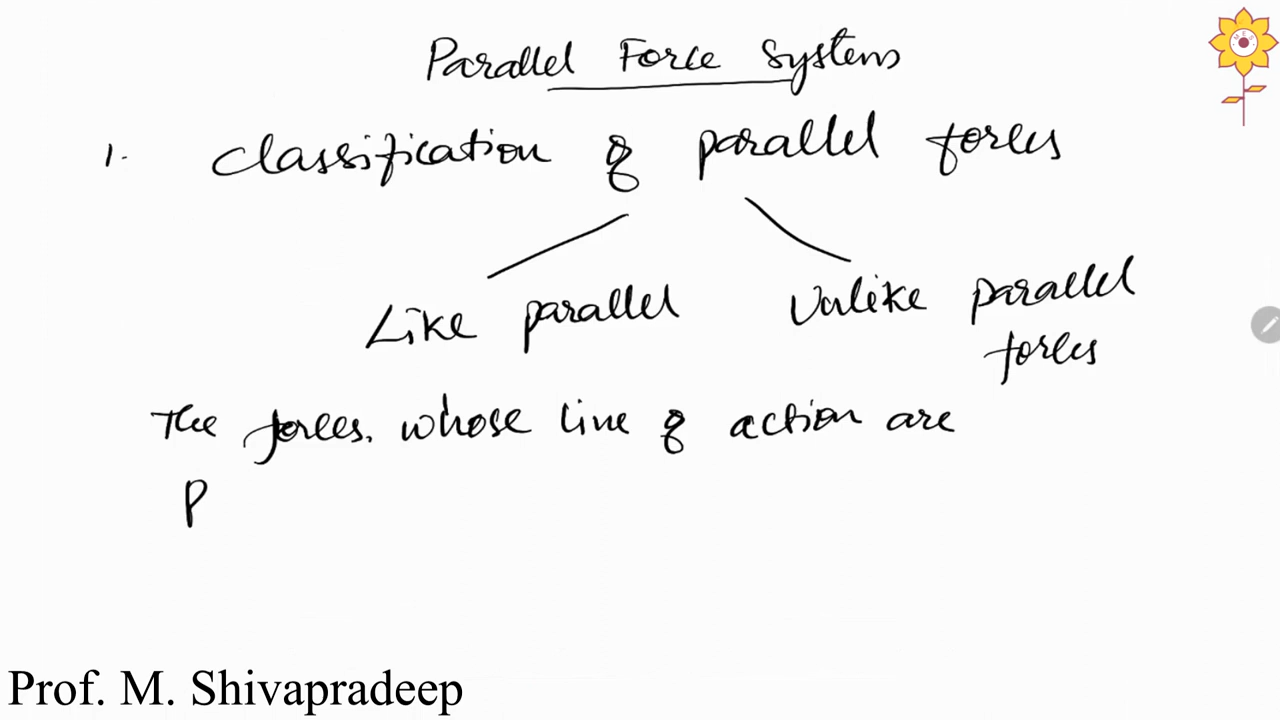 Parallel Force Systems
1. Classification of parallel forces
Like parallel Unlike parallel
forces
The forces. whose line of action are
P
Prof. M. Shivapradeep